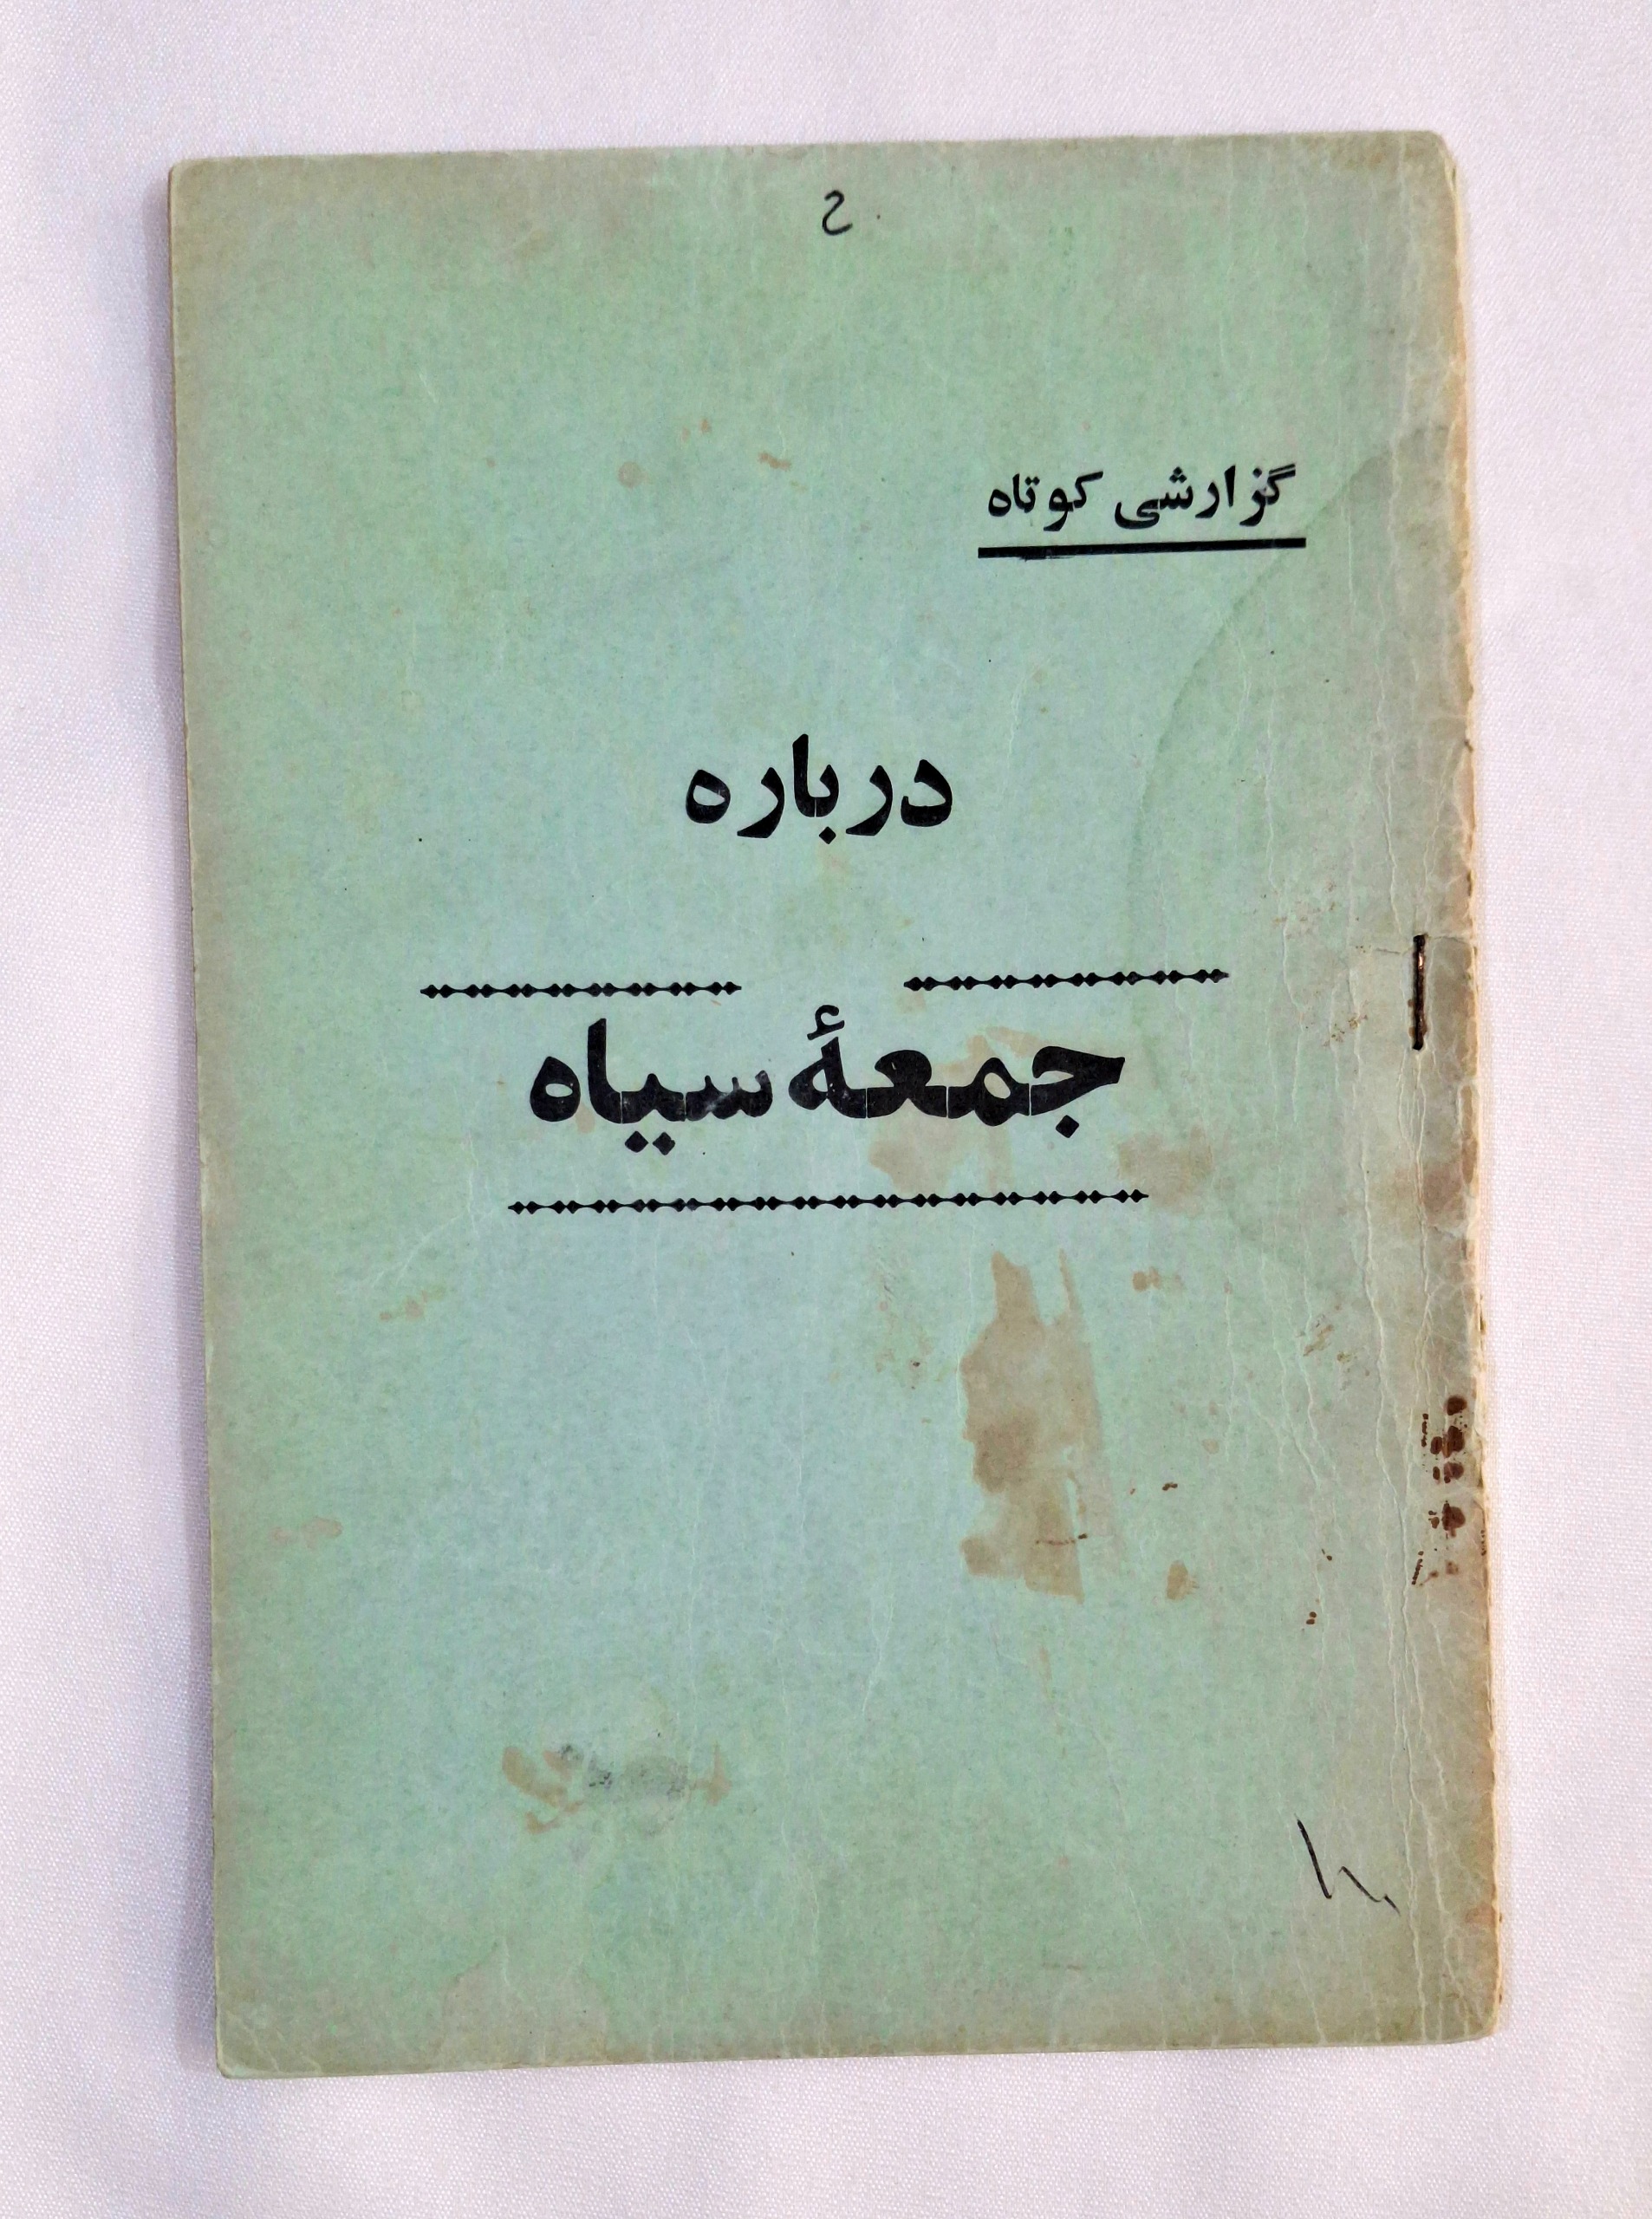 گزارشی کوتاه
درباره
جمعهٔ سیاه